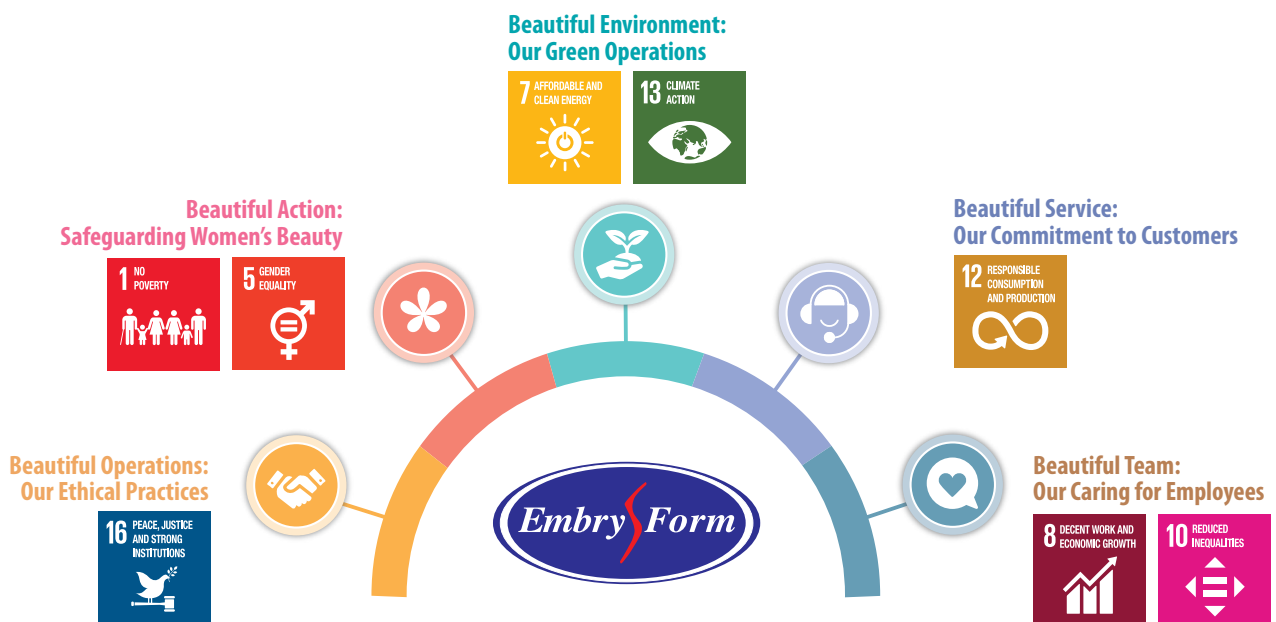 Beautiful Environment:
Our Green Operations
7 AFFORDABLE AND
CLEAN ENERGY
13 CLIMATE
ACTION
Beautiful Action:
Safeguarding Women's Beauty
1 NO
POVERTY
5 GENDER
EQUALITY
Beautiful Service:
Our Commitment to Customers
12 RESPONSIBLE
CONSUMPTION
AND PRODUCTION
Beautiful Operations:
Our Ethical Practices
16 PEACE, JUSTICE
AND STRONG
INSTITUTIONS
Embry Form
Beautiful Team:
Our Caring for Employees
8 DECENT WORK AND
ECONOMIC GROWTH
10 REDUCED
INEQUALITIES